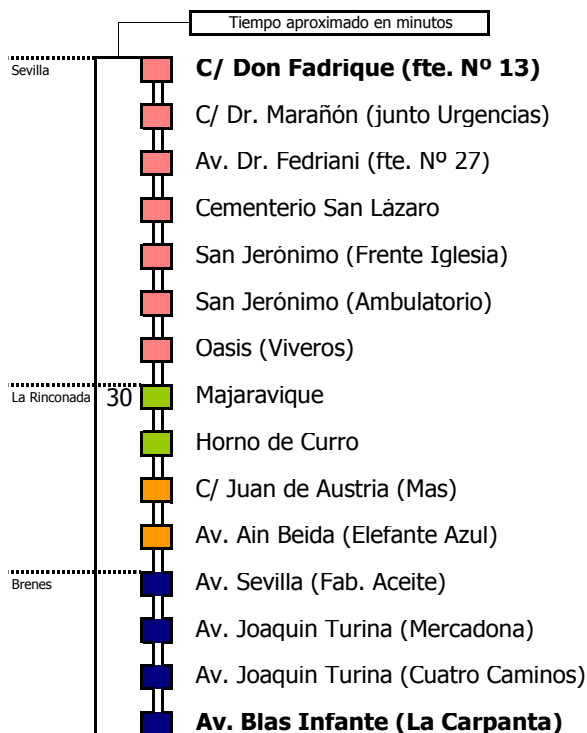 Tiempo aproximado en minutos
Sevilla
C/ Don Fadrique (fte. Nº 13)
C/ Dr. Marañón (junto Urgencias)
Av. Dr. Fedriani (fte. Nº 27)
Cementerio San Lázaro
San Jerónimo (Frente Iglesia)
San Jerónimo (Ambulatorio)
Oasis (Viveros)
La Rinconada 30 Majaravique
Horno de Curro
C/ Juan de Austria (Mas)
Av. Ain Beida (Elefante Azul)
Brenes Av. Sevilla (Fab. Aceite)
Av. Joaquin Turina (Mercadona)
Av. Joaquin Turina (Cuatro Caminos)
Av. Blas Infante (La Carpanta)